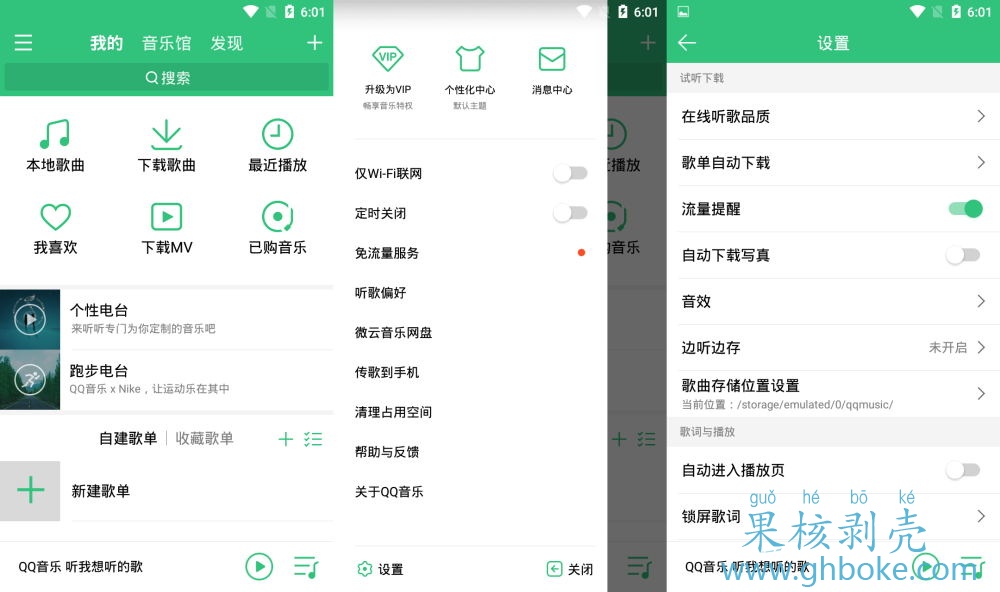 6:01
我的 音乐馆 发现
搜索
本地歌曲 下载歌曲 最近播放
我喜欢 下载MV 已购音乐
个性电台
来听听专门为你定制的音乐吧
跑步电台
QQ音乐 x Nike，让运动乐在其中
自建歌单 收藏歌单
新建歌单
QQ音乐 听我想听的歌
6:01
VIP
升级为VIP 个性化中心 消息中心
畅享音乐特权 默认主题
仅Wi-Fi联网
定时关闭
免流量服务
听歌偏好
微云音乐网盘
传歌到手机
清理占用空间
帮助与反馈
关于QQ音乐
设置 关闭
近播放
购音乐
6:01
设置
试听下载
在线听歌品质
歌单自动下载
流量提醒
自动下载写真
音效
边听边存 未开启
歌曲存储位置设置
当前位置：/storage/emulated/0/qqmusic/
歌词与播放
自动进入播放页
锁屏歌词
QQ音乐 听我想听的歌
guǒ hé bō ké
果核剥壳
www.ghboke.com